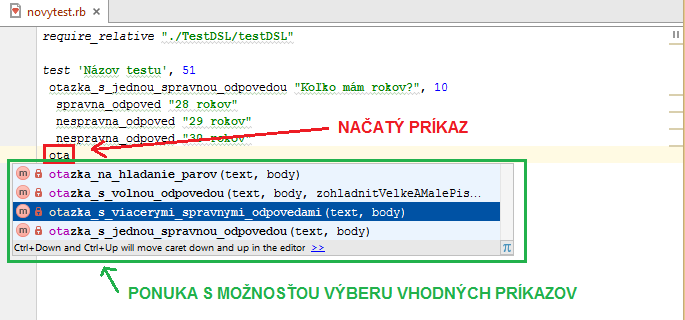 novytest.rb ×
require_relative "./TestDSL/testDSL"
test 'Názov testu', 51
otazka_s_jednou_spravnou_odpovedou "Koľko mám rokov?", 10
spravna_odpoved "28 rokov"
nespravna_odpoved "29 rokov"
nespravna_odpoved "30 rokov"
NAČATÝ PRÍKAZ
ota
m otazka_na_hladanie_parov(text, body)
m otazka_s_volnou_odpovedou(text, body, zohladnitVelkeAMalePis…
m otazka_s_viacerymi_spravnymi_odpovedami(text, body)
m otazka_s_jednou_spravnou_odpovedou(text, body)
Ctrl+Down and Ctrl+Up will move caret down and up in the editor >> π
PONUKA S MOŽNOSŤOU VÝBERU VHODNÝCH PRÍKAZOV